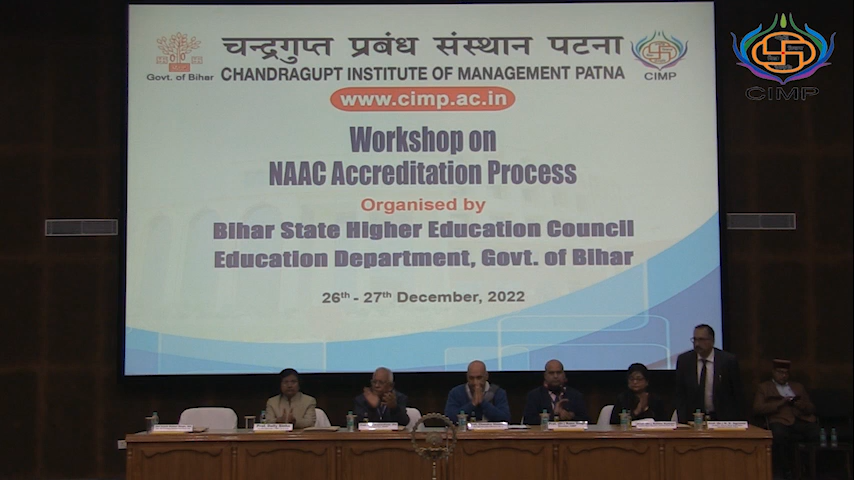 चन्द्रगुप्त प्रबंध संस्थान पटना
Govt. of Bihar
CHANDRAGUPT INSTITUTE OF MANAGEMENT PATNA
CIMP
www.cimp.ac.in
Workshop on
NAAC Accreditation Process
Organised by
Bihar State Higher Education Council
Education Department, Govt. of Bihar
26th - 27th December, 2022
CIMP